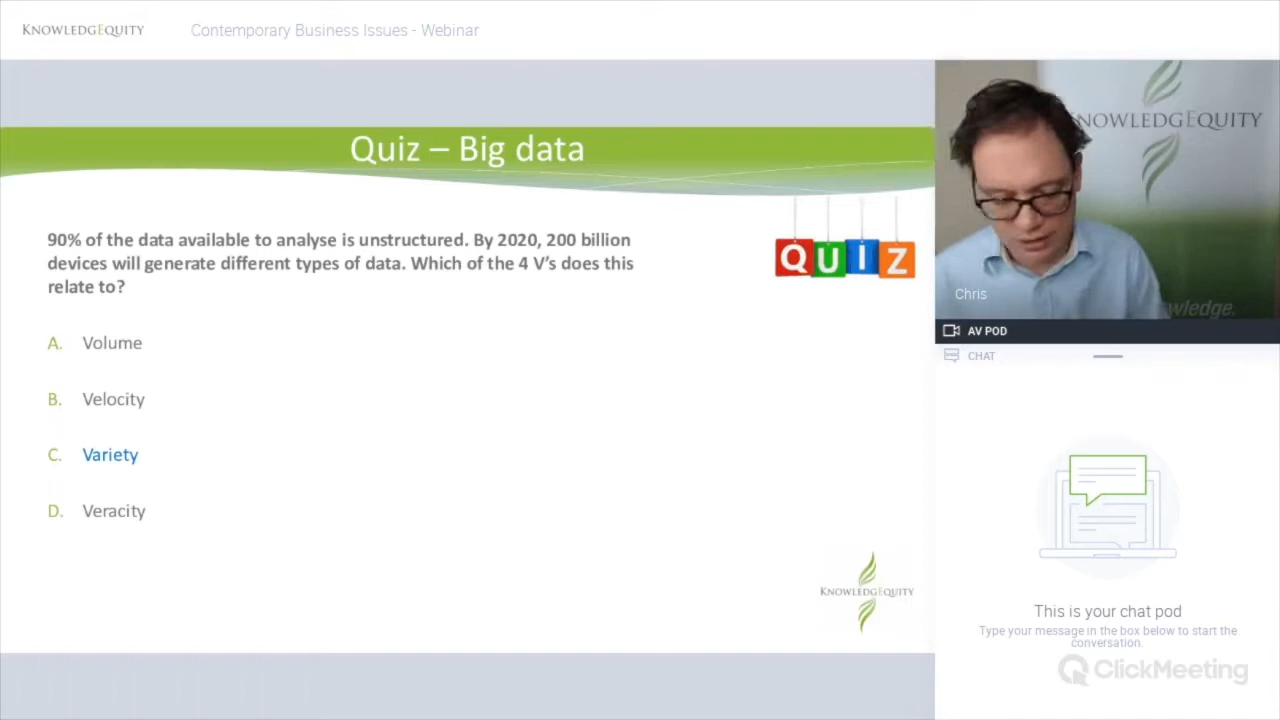 KNOWLEDGEQUITY
Contemporary Business Issues - Webinar
Quiz – Big data
90% of the data available to analyse is unstructured. By 2020, 200 billion
devices will generate different types of data. Which of the 4 V's does this
relate to?
QUIZ
A. Volume
B. Velocity
C. Variety
D. Veracity
KNOWLEDGEQUITY
NOWLEDGEQUITY
wledge.
Chris
AV POD
CHAT
This is your chat pod
Type your message in the box below to start the
conversation.
ClickMeeting